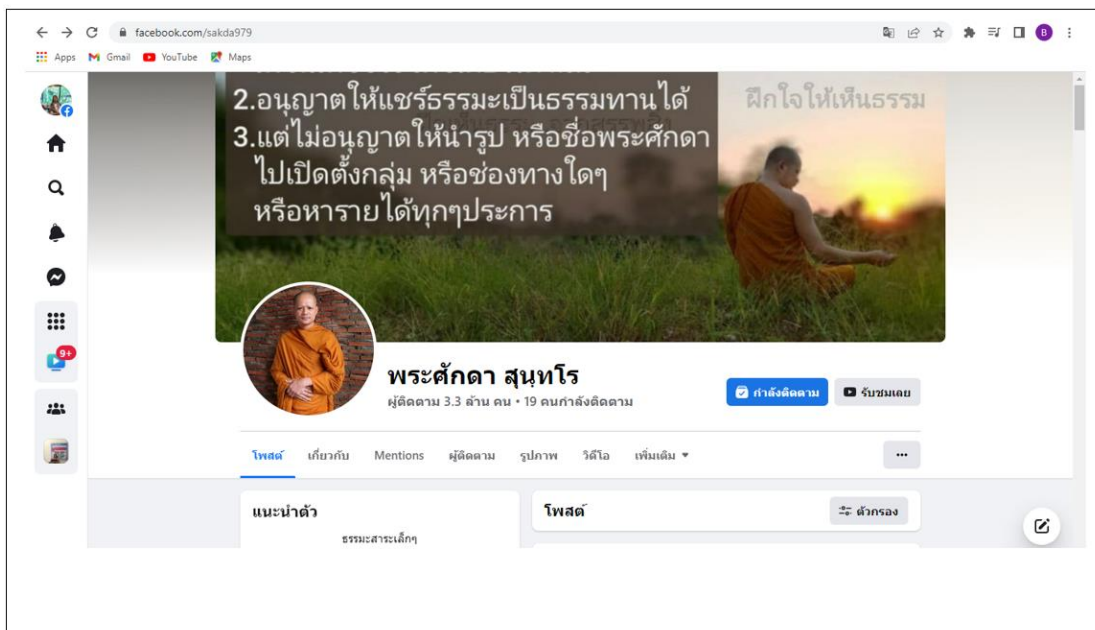 facebook.com/sakda979
Apps Gmail YouTube Maps
2.อนุญาตให้แชร์ธรรมะเป็นธรรมทานได้
3.แต่ไม่อนุญาตให้นำรูป หรือชื่อพระศักดา
ไปเปิดตั้งกลุ่ม หรือช่องทางใดๆ
หรือหารายได้ทุกๆประการ
ฝึกใจให้เห็นธรรม
9+
B
พระศักดา สุนฺทโร
ผู้ติดตาม 3.3 ล้าน คน • 19 คนกำลังติดตาม
กำลังติดตาม
รับชมเลย
โพสต์ เกี่ยวกับ Mentions ผู้ติดตาม รูปภาพ วิดีโอ เพิ่มเติม
แนะนำตัว
ธรรมะสาระเล็กๆ
โพสต์
ตัวกรอง